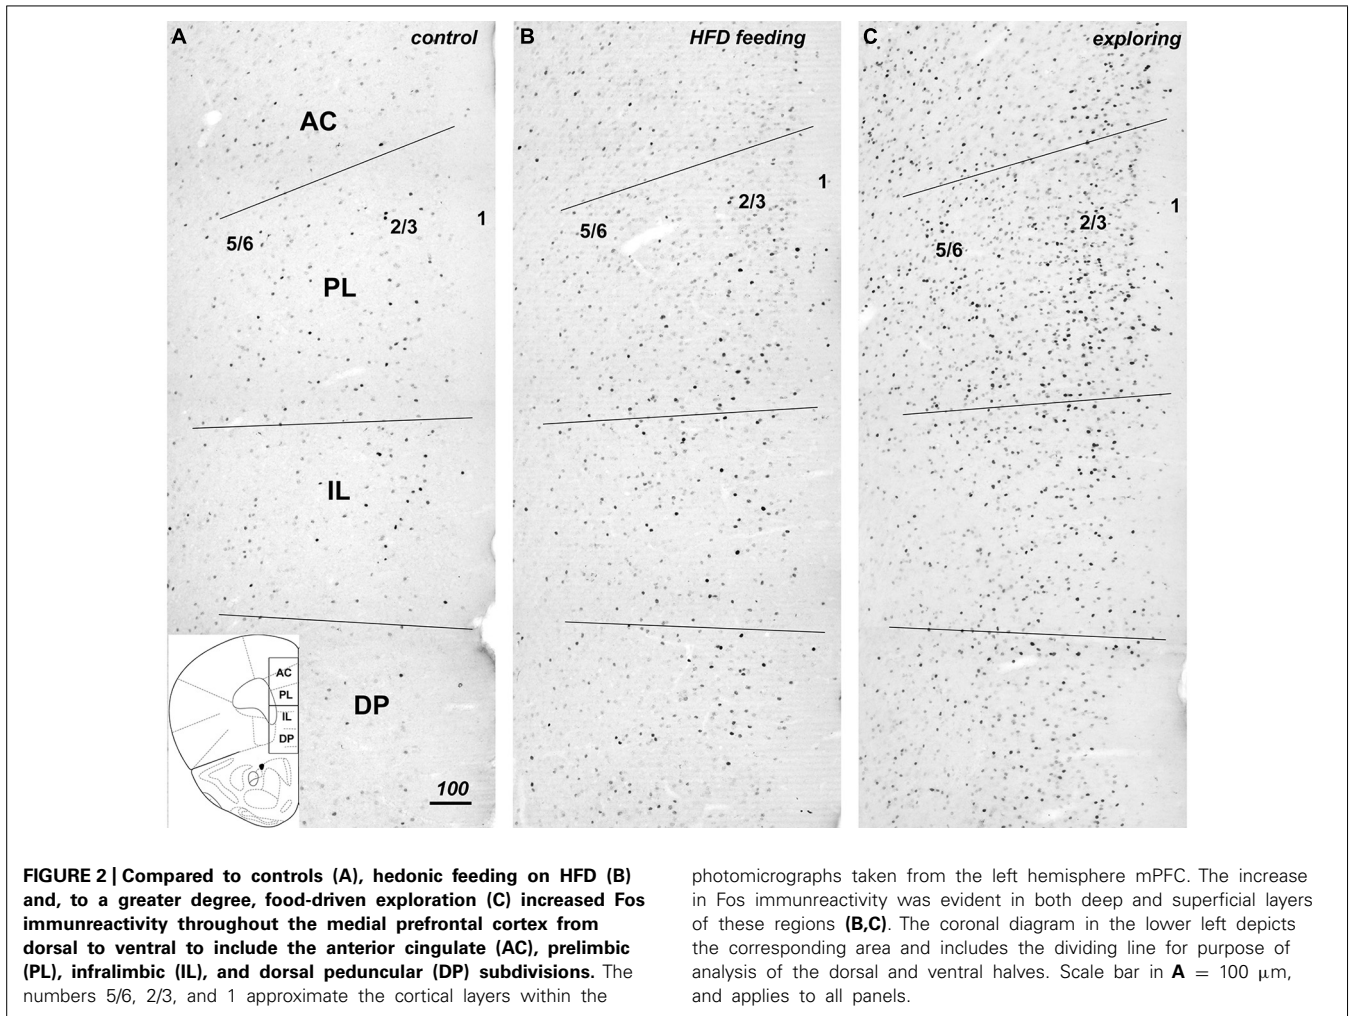 A
control
B
HFD feeding
C
exploring
AC
5/6
2/3
1
PL
IL
DP
100
5/6
2/3
1
5/6
2/3
1
AC
PL
IL
DP
FIGURE 2 | Compared to controls (A), hedonic feeding on HFD (B)
and, to a greater degree, food-driven exploration (C) increased Fos
immunreactivity throughout the medial prefrontal cortex from
dorsal to ventral to include the anterior cingulate (AC), prelimbic
(PL), infralimbic (IL), and dorsal peduncular (DP) subdivisions. The
numbers 5/6, 2/3, and 1 approximate the cortical layers within the
photomicrographs taken from the left hemisphere mPFC. The increase
in Fos immunreactivity was evident in both deep and superficial layers
of these regions (B,C). The coronal diagram in the lower left depicts
the corresponding area and includes the dividing line for purpose of
analysis of the dorsal and ventral halves. Scale bar in A = 100 μm,
and applies to all panels.